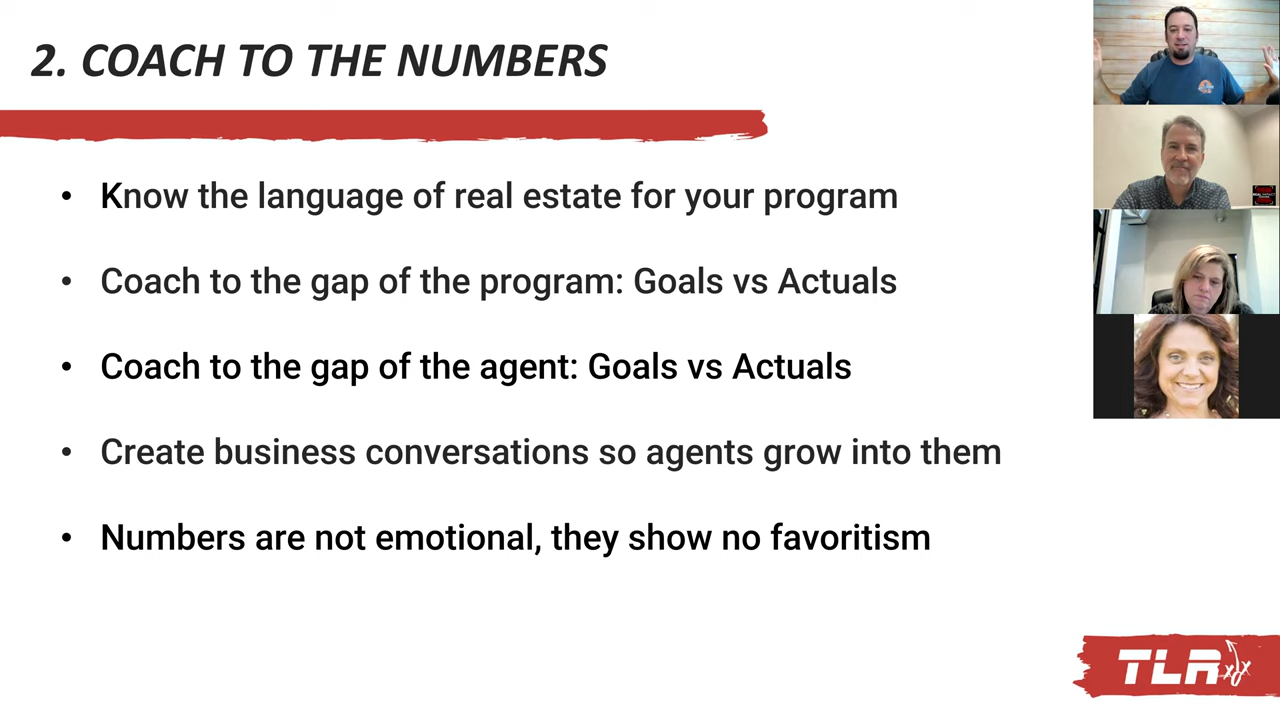 2. COACH TO THE NUMBERS
• Know the language of real estate for your program
• Coach to the gap of the program: Goals vs Actuals
• Coach to the gap of the agent: Goals vs Actuals
• Create business conversations so agents grow into them
• Numbers are not emotional, they show no favoritism
TLR